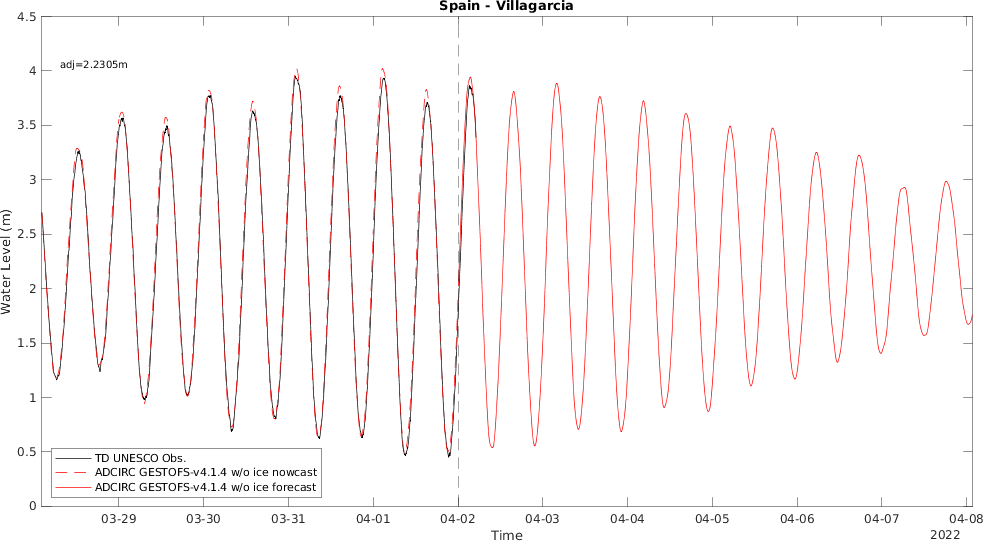 Spain - Villagarcia
4.5
4
3.5
3
2.5
2
1.5
1
0.5
0
Water Level (m)
adj=2.2305m
TD UNESCO Obs.
ADCIRC GESTOFS-v4.1.4 w/o ice nowcast
ADCIRC GESTOFS-v4.1.4 w/o ice forecast
03-29 03-30 03-31 04-01 04-02 04-03 04-04 04-05 04-06 04-07 04-08
2022
Time